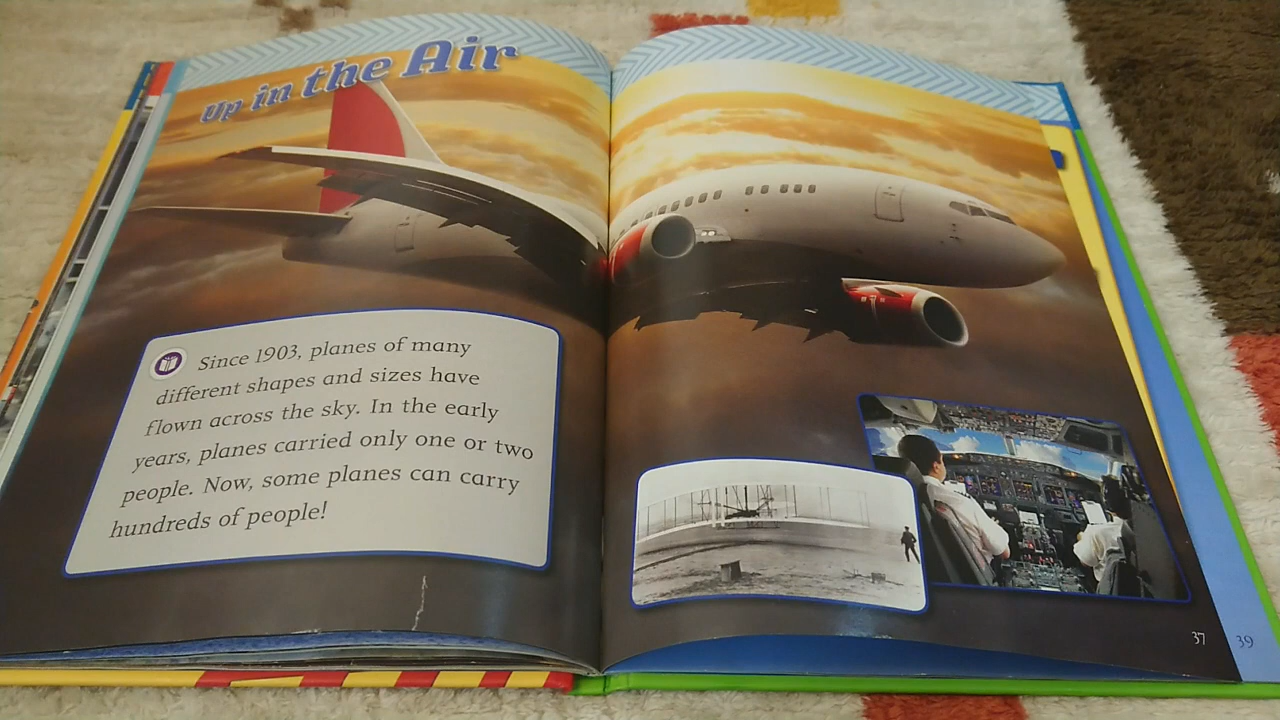 Up in the Air
Since 1903, planes of many
different shapes and sizes have
flown across the sky. In the early
years, planes carried only one or two
people. Now, some planes can carry
hundreds of people!
37
39